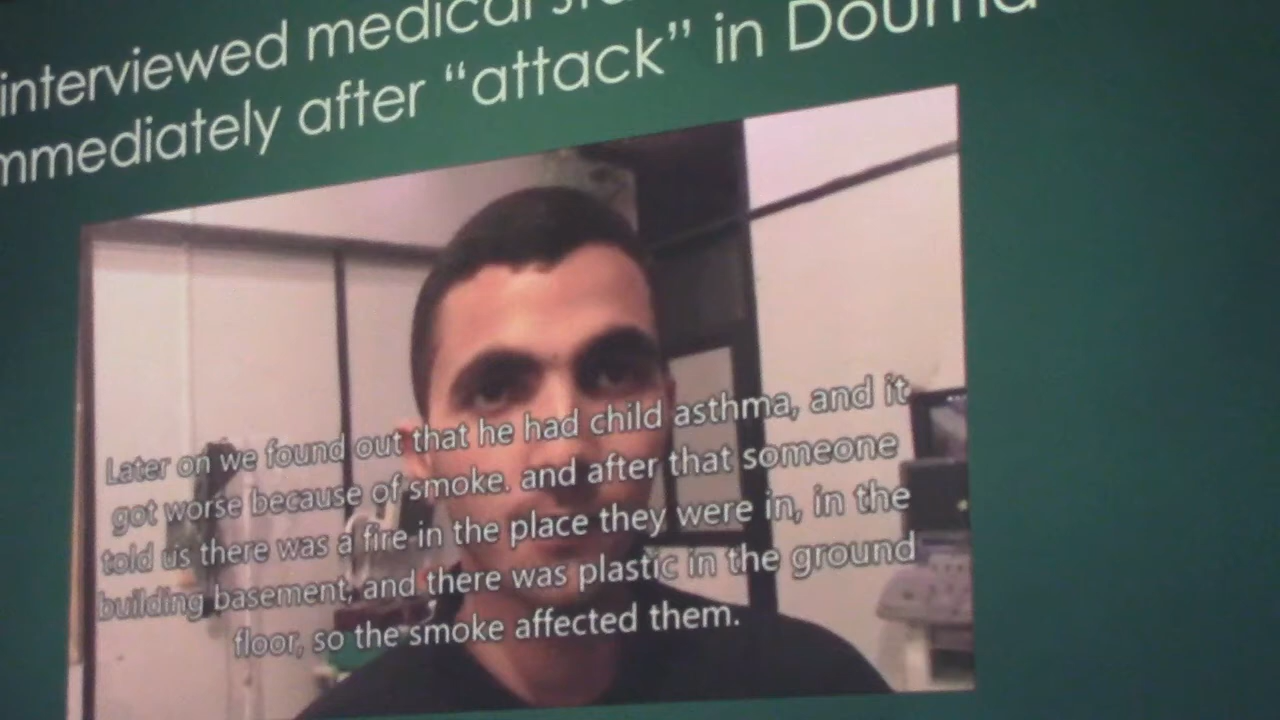 interviewed medical
immediately after “attack” in Douma
Later on we found out that he had child asthma, and it
got worse because of smoke. and after that someone
told us there was a fire in the place they were in, in the
building basement, and there was plastic in the ground
floor, so the smoke affected them.